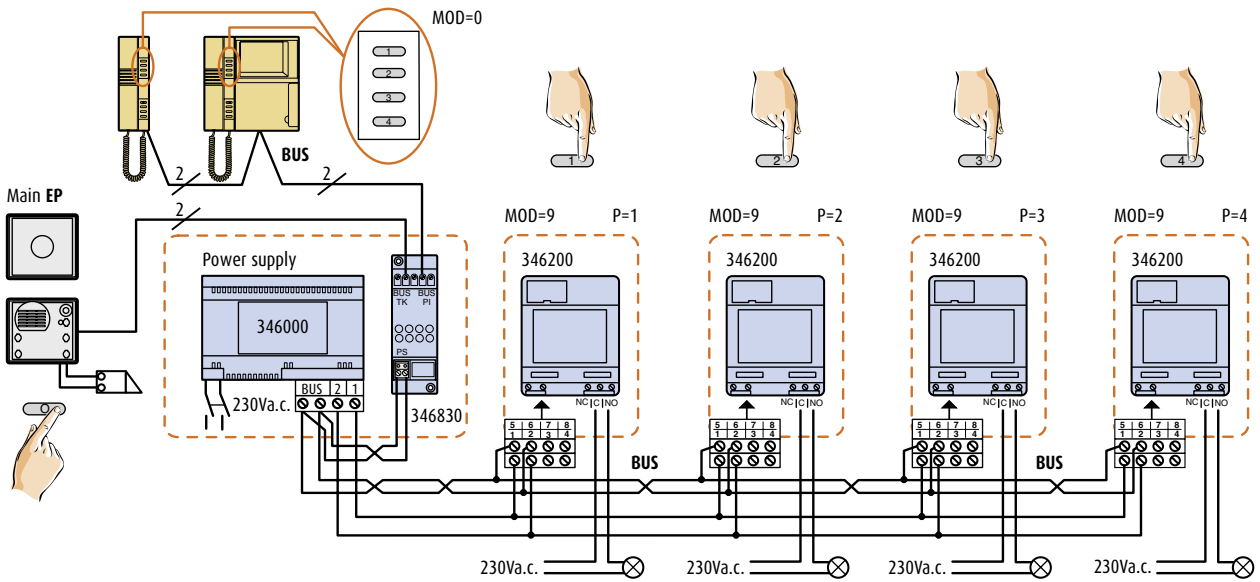 MOD=0
1
2
3
4
BUS
2
2
2
Main EP
0
1
2
3
4
Power supply
346000
230Va.c.
BUS 2 1
BUS BUS
TK PI
PS
346830
MOD=9 P=1
346200
NC C NO
5 6 7 8
1 2 3 4
MOD=9 P=2
346200
NC C NO
5 6 7 8
1 2 3 4
MOD=9 P=3
346200
NC C NO
5 6 7 8
1 2 3 4
MOD=9 P=4
346200
NC C NO
5 6 7 8
1 2 3 4
BUS
BUS
230Va.c.
230Va.c.
230Va.c.
230Va.c.